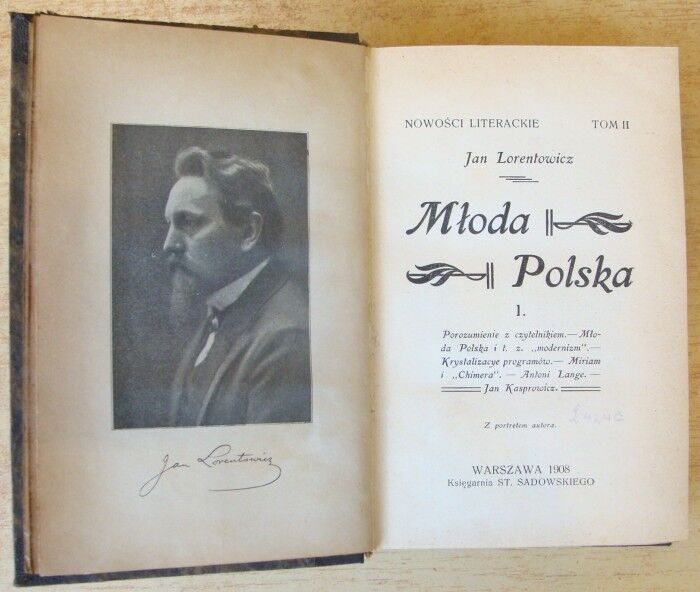 Jan Lorentowicz
NOWOŚCI LITERACKIE TOM II
Jan Lorentowicz
Młoda
Polska
I.
Porozumienie z czytelnikiem.—Mło-
da Polska i t. z. „modernizm“.—
Krystalizacye programów.— Miriam
i „Chimera“. — Antoni Lange. —
Jan Kasprowicz.
Z portretem autora.
WARSZAWA 1908
Księgarnia ST. SADOWSKIEGO